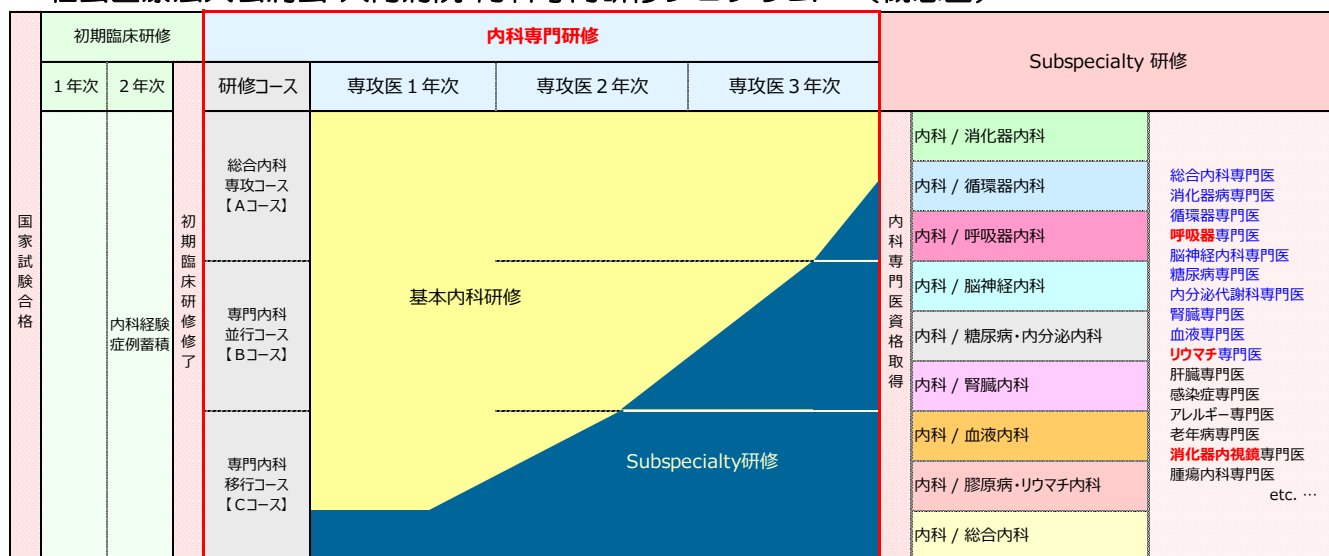 初期臨床研修
内科専門研修
Subspecialty 研修
1年次
2年次
研修コース
専攻医1年次
専攻医2年次
専攻医3年次
国家試験合格
内科経験
症例蓄積
初期臨床研修修了
総合内科
専攻コース
【Aコース】
専門内科
並行コース
【Bコース】
専門内科
移行コース
【Cコース】
基本内科研修
Subspecialty研修
内科専門医資格取得
内科 / 消化器内科
内科 / 循環器内科
内科 / 呼吸器内科
内科 / 脳神経内科
内科 / 糖尿病・内分泌内科
内科 / 腎臓内科
内科 / 血液内科
内科 / 膠原病・リウマチ内科
内科 / 総合内科
総合内科専門医
消化器病専門医
循環器専門医
呼吸器専門医
脳神経内科専門医
糖尿病専門医
内分泌代謝科専門医
腎臓専門医
血液専門医
リウマチ専門医
肝臓専門医
感染症専門医
アレルギー専門医
老年病専門医
消化器内視鏡専門医
腫瘍内科専門医
etc. …